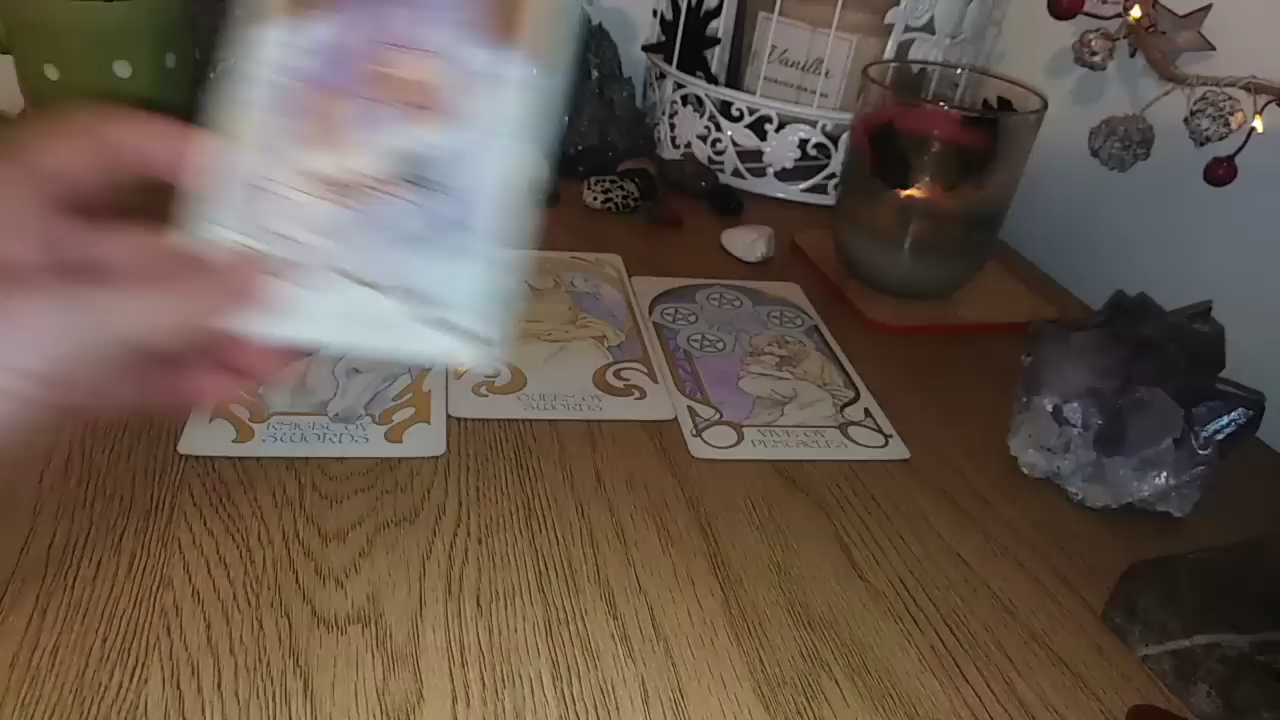 Vanilla
KNIGHT OF
SWORDS
QUEEN OF
SWORDS
FIVE OF
PENTACLES